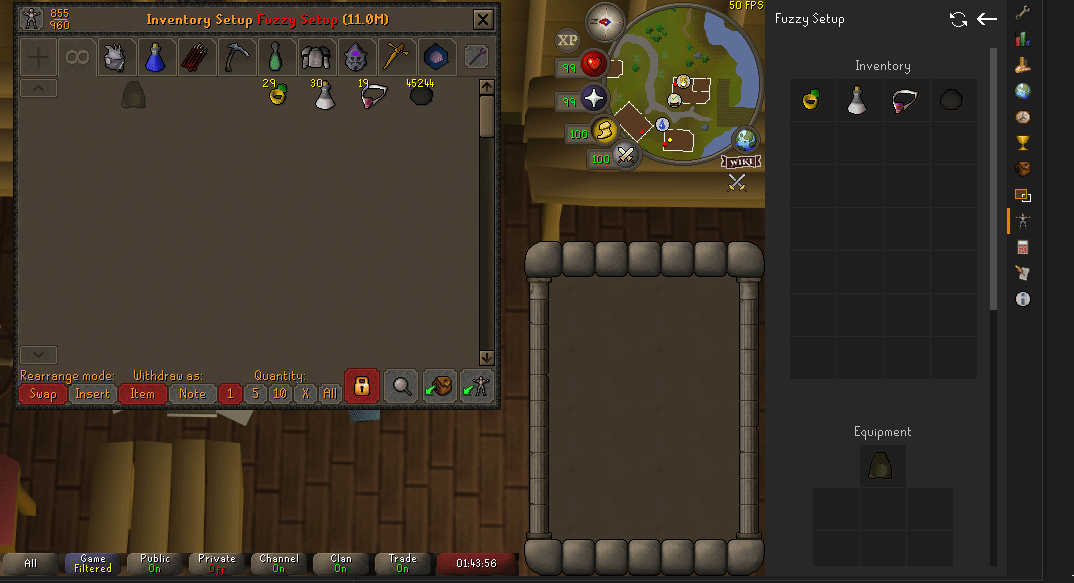 855
960
Inventory Setup Fuzzy Setup (11.0M)
29
30
19
45244
Rearrange mode:
Withdraw as:
Quantity:
Swap
Insert
Item
Note
1
5
10
X
All
50 FPS
XP
99
99
100
100
WIKI
Fuzzy Setup
Inventory
Equipment
All
Game
Filtered
Public
On
Private
Off
Channel
On
Clan
On
Trade
On
01:43:56